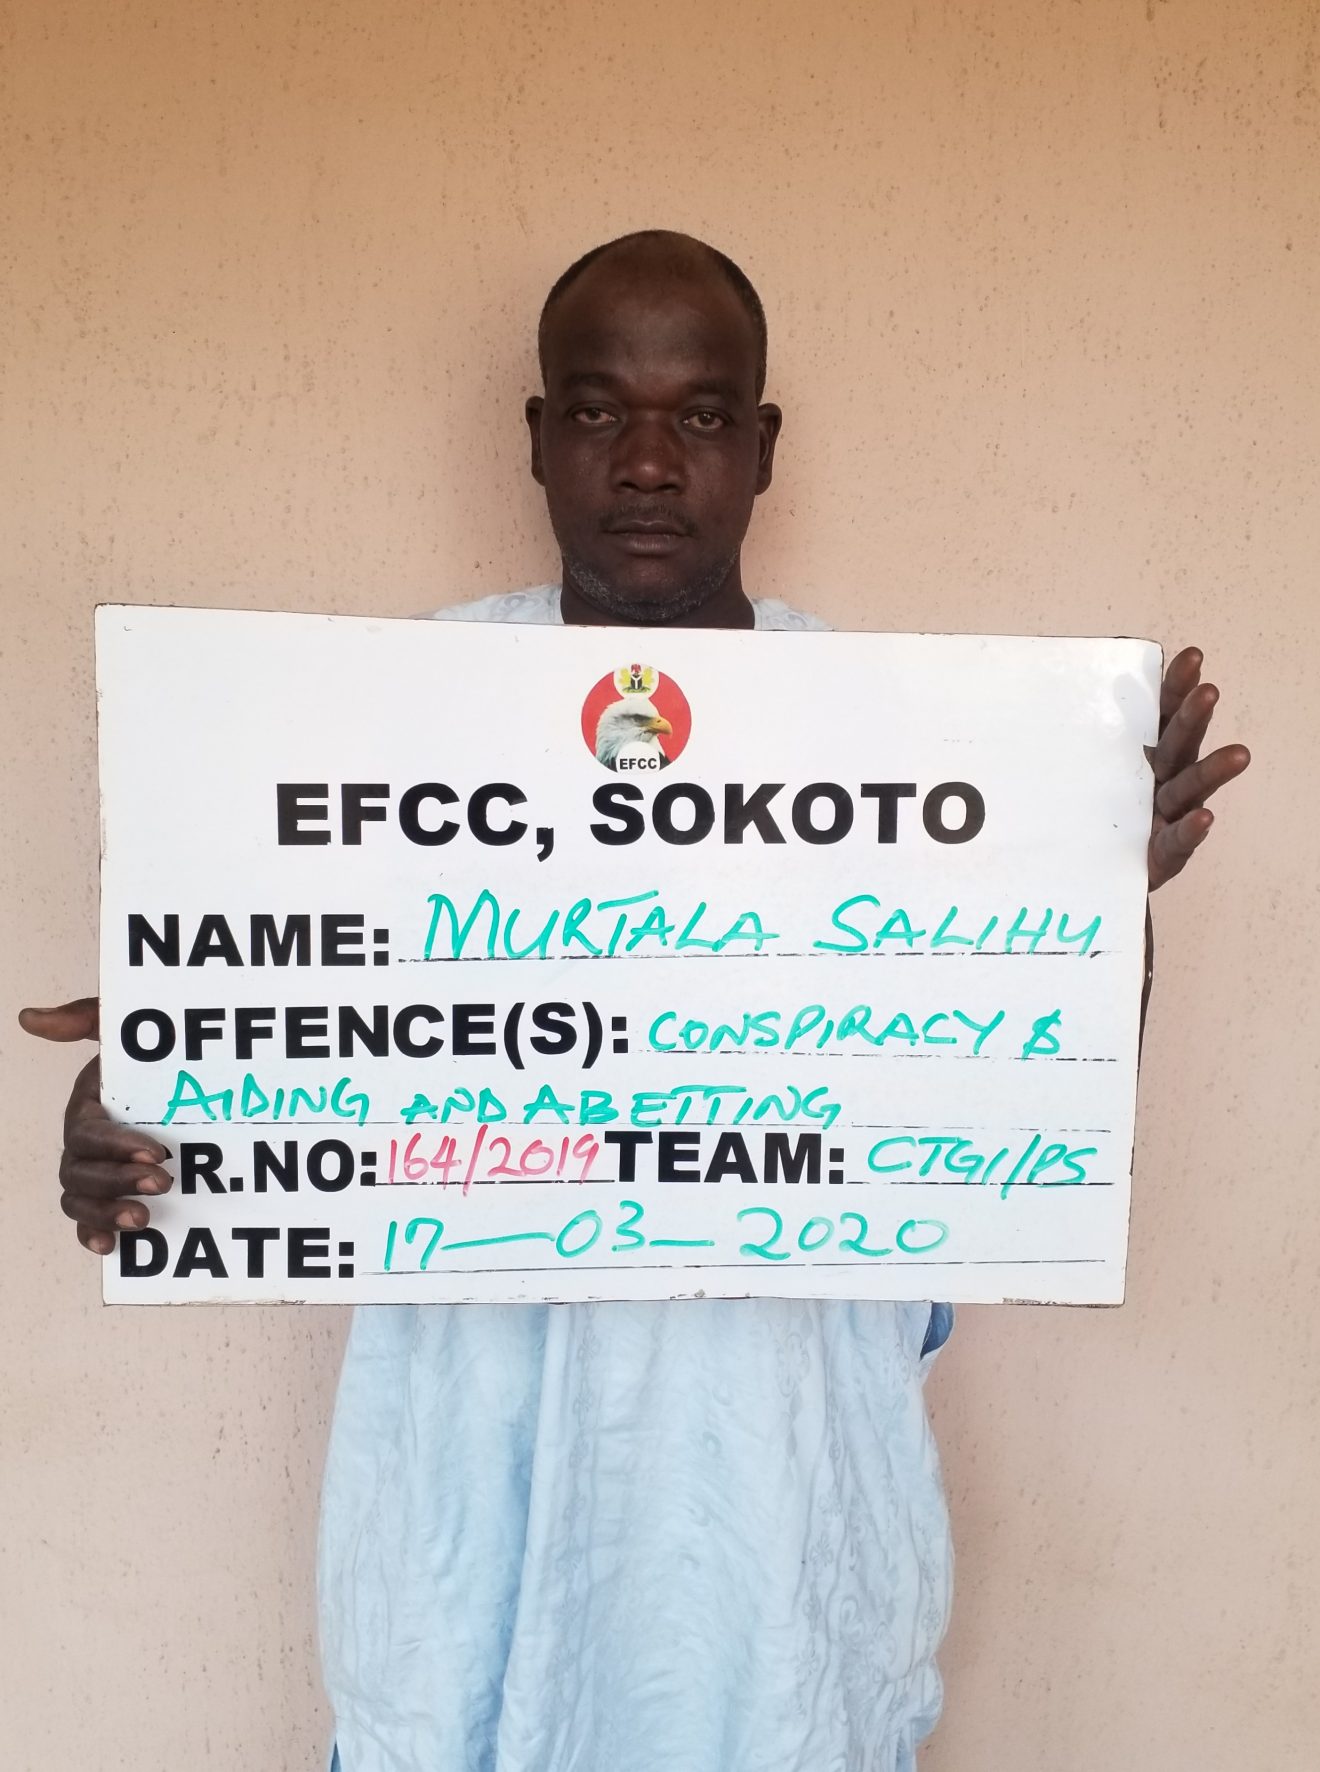 EFCC
EFCC, SOKOTO
NAME: MURTALA SALIHU
OFFENCE(S): CONSPIRACY &
AIDING AND ABETTING
CR.NO: 164/2019 TEAM: CTGI/PS
DATE: 17-03-2020